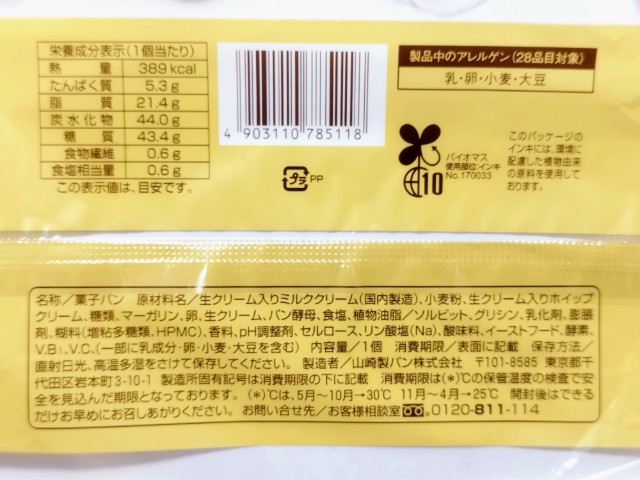 栄養成分表示(1個当たり)
熱量 389kcal
たんぱく質 5.3g
脂質 21.4g
炭水化物 44.0g
糖質 43.4g
食物繊維 0.6g
食塩相当量 0.6g
この表示値は、目安です。
4 903110 785118
プラ PP
製品中のアレルゲン(28品目対象)
乳・卵・小麦・大豆
バイオマス
使用部位:インキ
No.170033
10
このパッケージの
インキには、環境に
配慮した植物由来
の原料を使用して
おります。
名称/菓子パン 原材料名/生クリーム入りミルククリーム(国内製造)、小麦粉、生クリーム入りホイップ
クリーム、糖類、マーガリン、卵、生クリーム、パン酵母、食塩、植物油脂/ソルビット、グリシン、乳化剤、膨脹
剤、糊料(増粘多糖類、HPMC)、香料、pH調整剤、セルロース、リン酸塩(Na)、酸味料、イーストフード、酵素、
V.B₁、V.C、(一部に乳成分・卵・小麦・大豆を含む) 内容量/1個 消費期限/表面に記載 保存方法/
直射日光、高温多湿をさけて保存してください。 製造者/山崎製パン株式会社 〒101-8585 東京都千
代田区岩本町3-10-1 製造所固有記号は消費期限の下に記載 消費期限は(*)℃の保管温度の検査で安
全を見込んだ期限となっております。(*)℃は、5月〜10月→30℃ 11月〜4月→25℃ 開封後はできる
だけお早めにお召しあがりください。 お問い合せ先/お客様相談室 0120-811-114